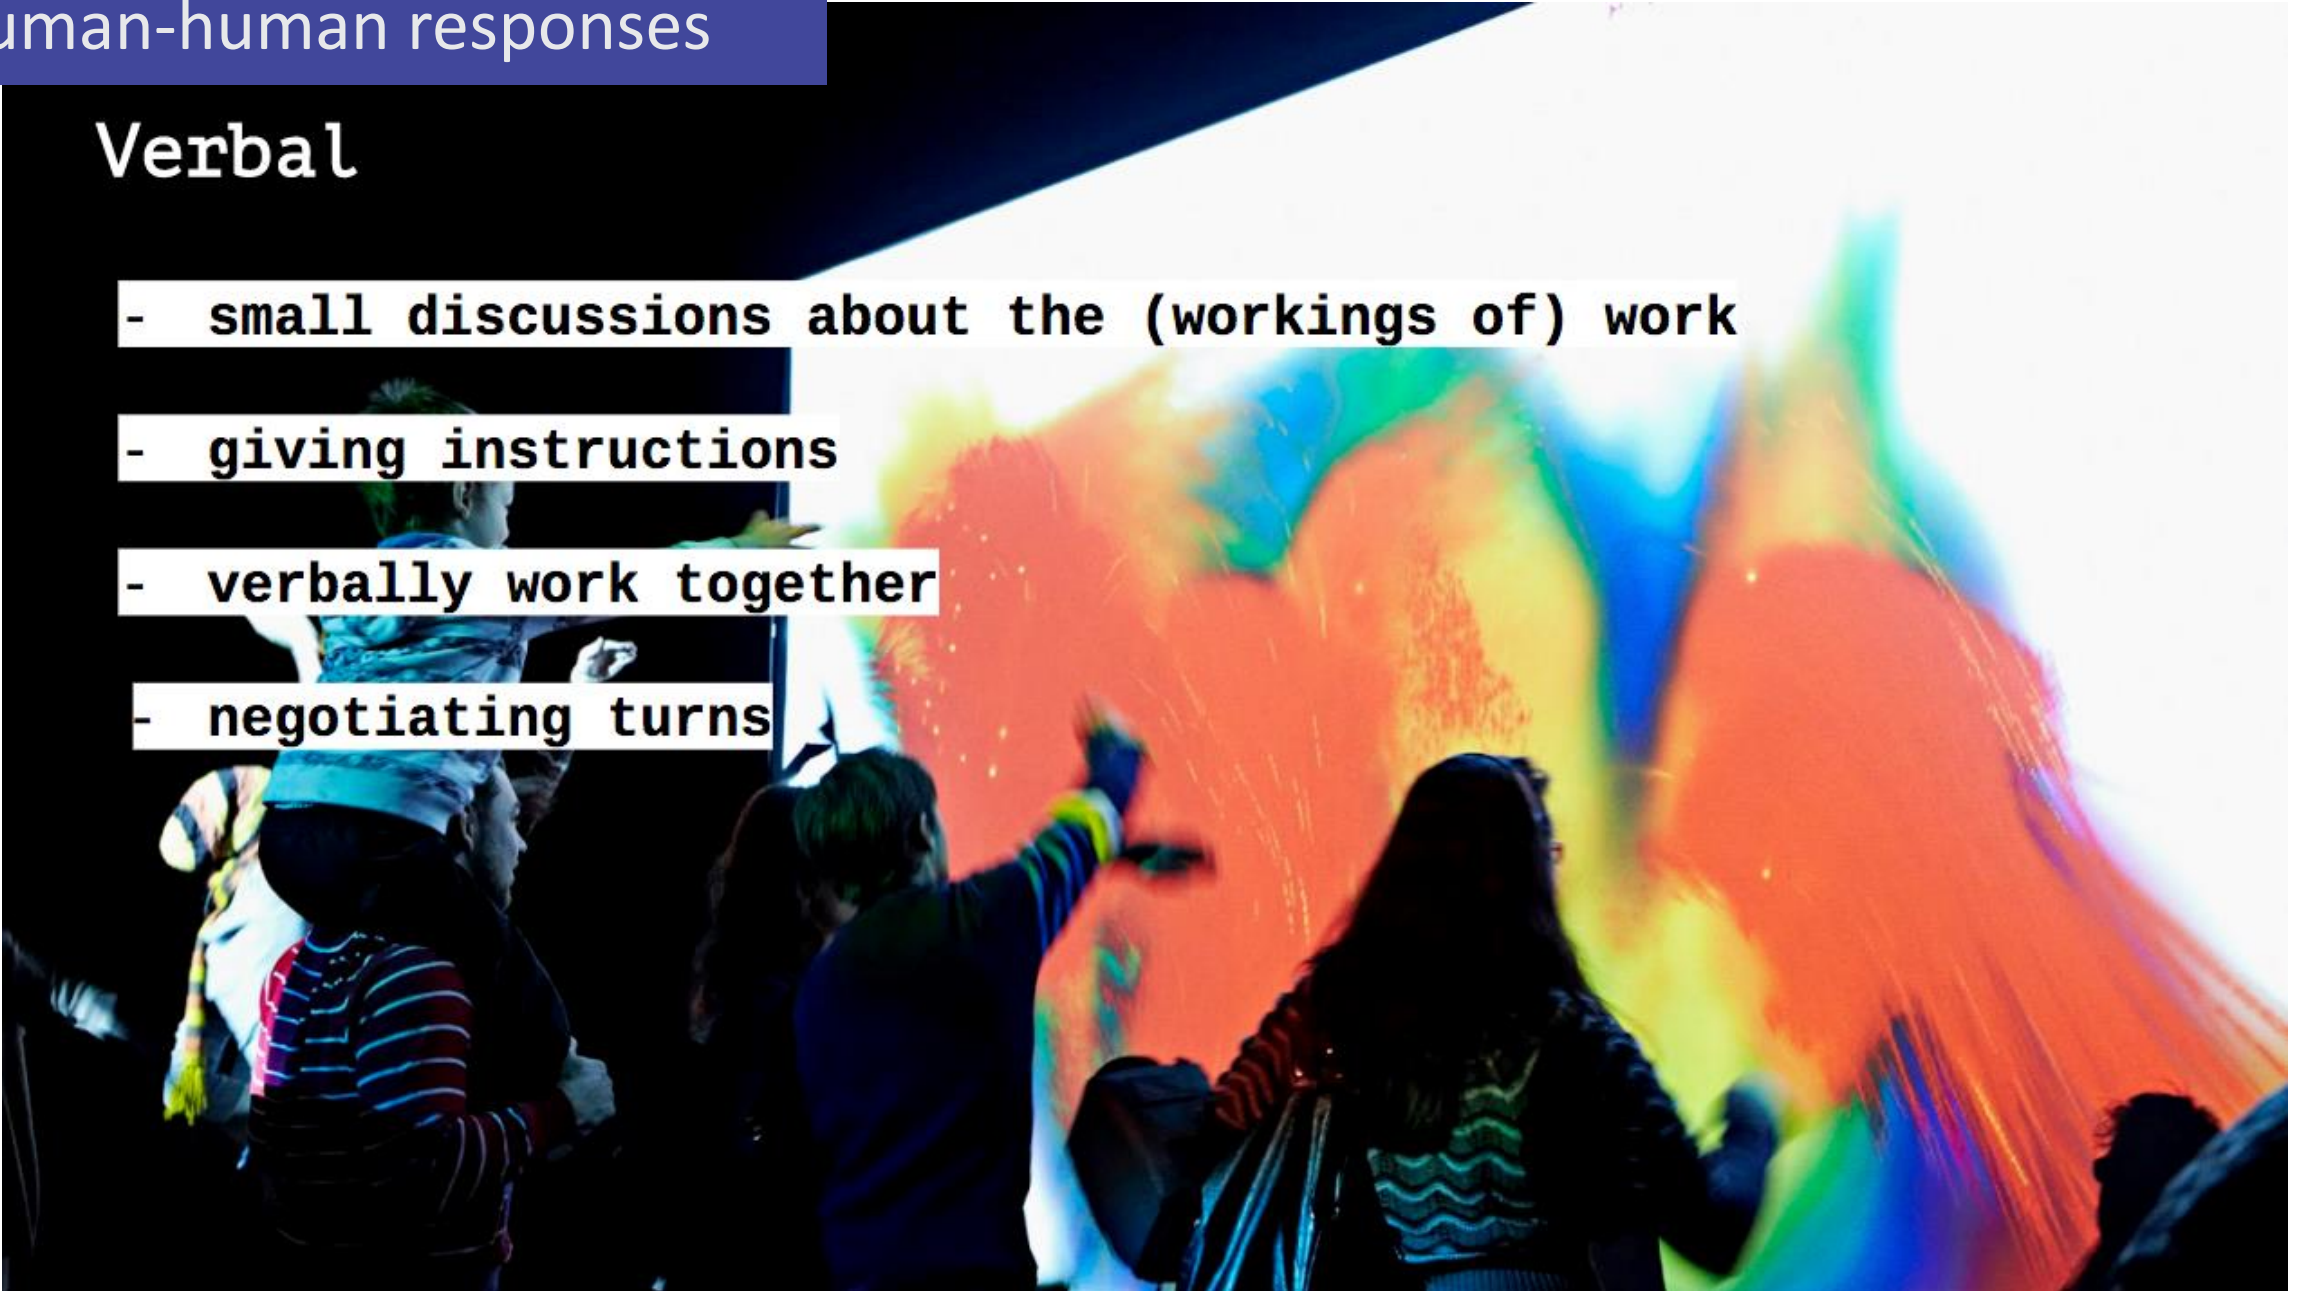 uman-human responses
Verbal
- small discussions about the (workings of) work
- giving instructions
- verbally work together
- negotiating turns